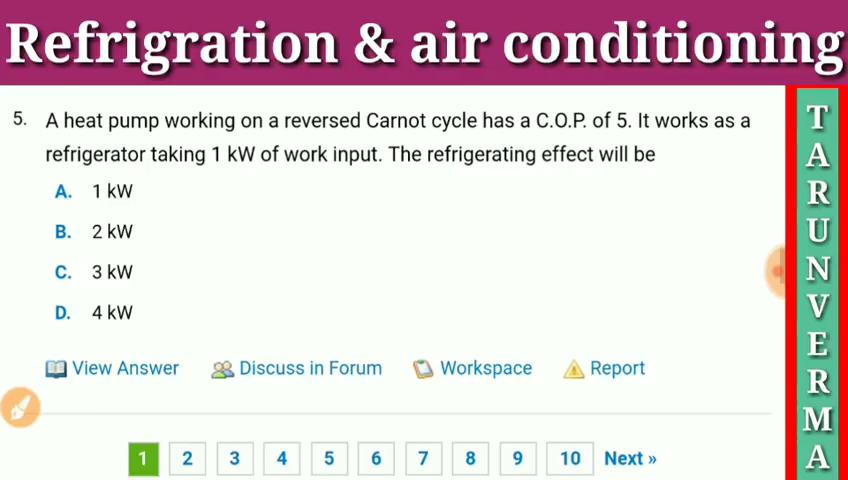 Refrigration & air conditioning
5. A heat pump working on a reversed Carnot cycle has a C.O.P. of 5. It works as a
refrigerator taking 1 kW of work input. The refrigerating effect will be
A. 1 kW
B. 2 kW
C. 3 kW
D. 4 kW
View Answer Discuss in Forum Workspace Report
1 2 3 4 5 6 7 8 9 10 Next »
T
A
R
U
N
V
E
R
M
A